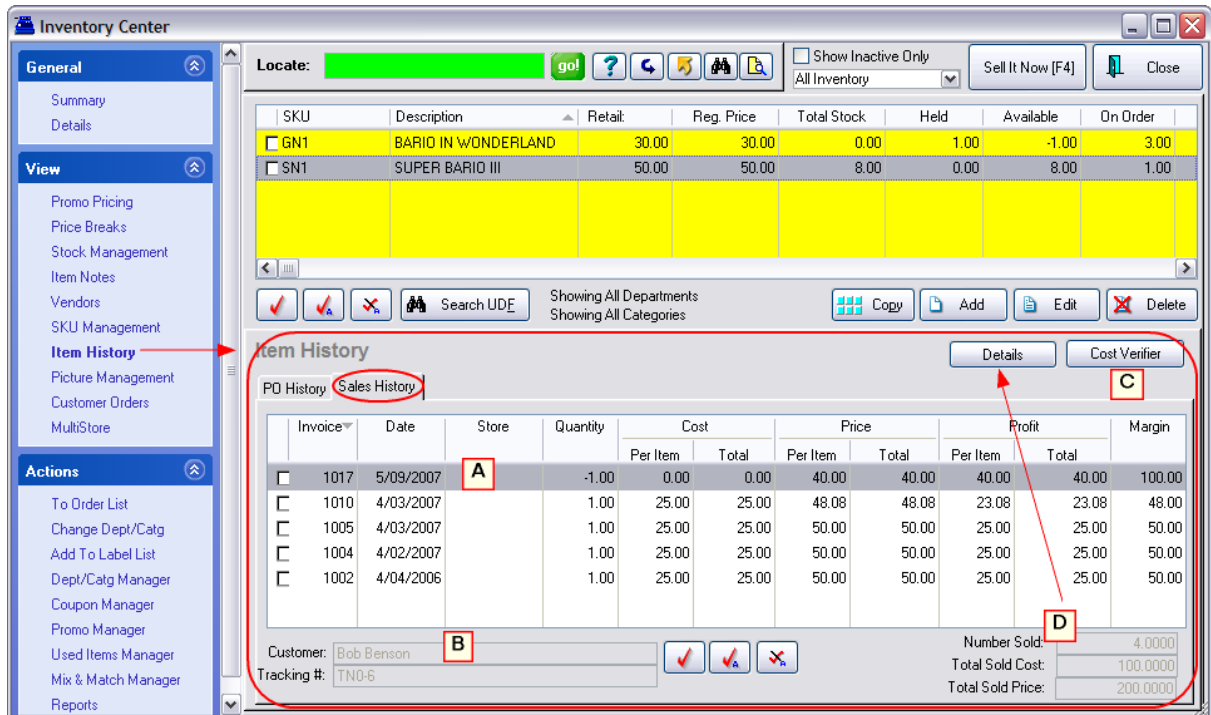 Inventory Center
General
Summary
Details
View
Promo Pricing
Price Breaks
Stock Management
Item Notes
Vendors
SKU Management
Item History
Picture Management
Customer Orders
MultiStore
Actions
To Order List
Change Dept/Catg
Add To Label List
Dept/Catg Manager
Coupon Manager
Promo Manager
Used Items Manager
Mix & Match Manager
Reports
Locate: go! ? Show Inactive Only
All Inventory
Sell It Now [F4] Close
SKU Description Retail: Reg. Price Total Stock Held Available On Order
GN1 BARIO IN WONDERLAND 30.00 30.00 0.00 1.00 -1.00 3.00
SN1 SUPER BARIO III 50.00 50.00 8.00 0.00 8.00 1.00
Search UDF Showing All Departments
Showing All Categories
Copy Add Edit Delete
Item History Details Cost Verifier
C
PO History Sales History
Invoice Date Store Quantity Cost Price Profit Margin
Per Item Total Per Item Total Per Item Total
1017 5/09/2007 A -1.00 0.00 0.00 40.00 40.00 40.00 40.00 100.00
1010 4/03/2007 1.00 25.00 25.00 48.08 48.08 23.08 23.08 48.00
1005 4/03/2007 1.00 25.00 25.00 50.00 50.00 25.00 25.00 50.00
1004 4/02/2007 1.00 25.00 25.00 50.00 50.00 25.00 25.00 50.00
1002 4/04/2006 1.00 25.00 25.00 50.00 50.00 25.00 25.00 50.00
D
Customer: Bob Benson B
Tracking #: TN0-6
Number Sold: 4.0000
Total Sold Cost: 100.0000
Total Sold Price: 200.0000